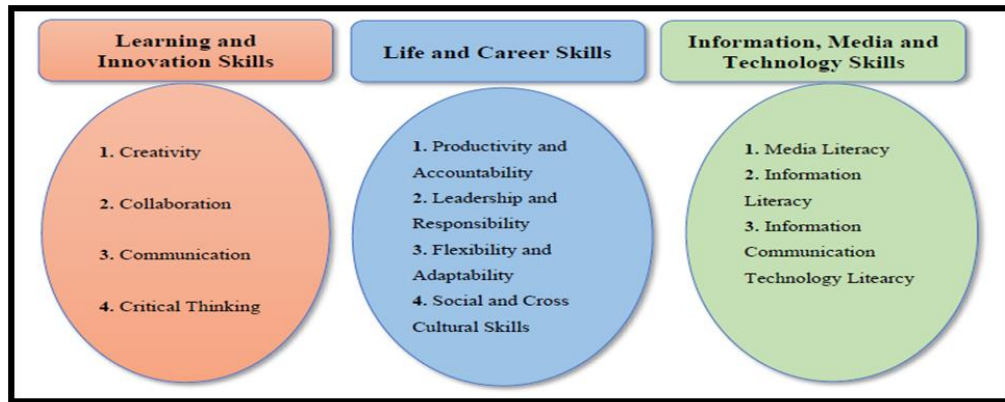 Learning and
Innovation Skills
1. Creativity
2. Collaboration
3. Communication
4. Critical Thinking
Life and Career Skills
1. Productivity and
Accountability
2. Leadership and
Responsibility
3. Flexibility and
Adaptability
4. Social and Cross
Cultural Skills
Information, Media and
Technology Skills
1. Media Literacy
2. Information
Literacy
3. Information
Communication
Technology Litearcy